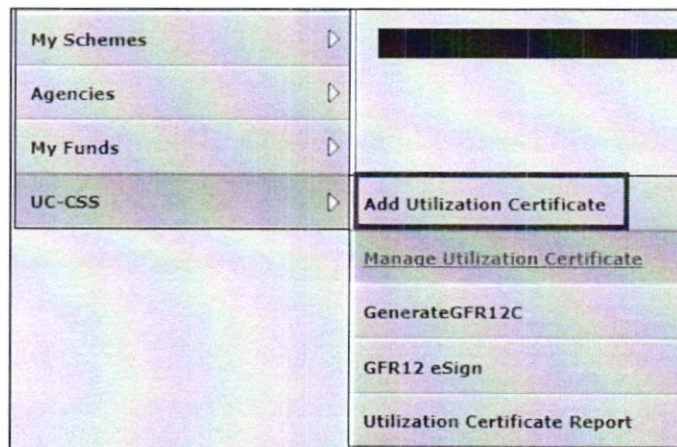 My Schemes
Agencies
My Funds
UC-CSS
Add Utilization Certificate
Manage Utilization Certificate
GenerateGFR12C
GFR12 eSign
Utilization Certificate Report